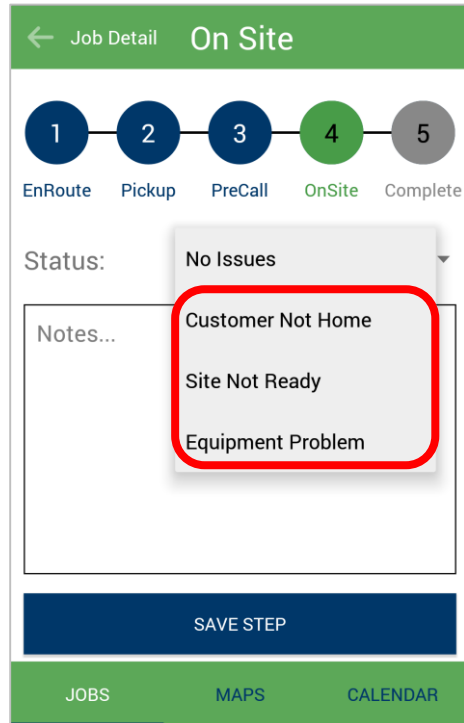 Job Detail On Site
1 2 3 4 5
EnRoute Pickup PreCall OnSite Complete
Status: No Issues
Notes...
Customer Not Home
Site Not Ready
Equipment Problem
SAVE STEP
JOBS MAPS CALENDAR